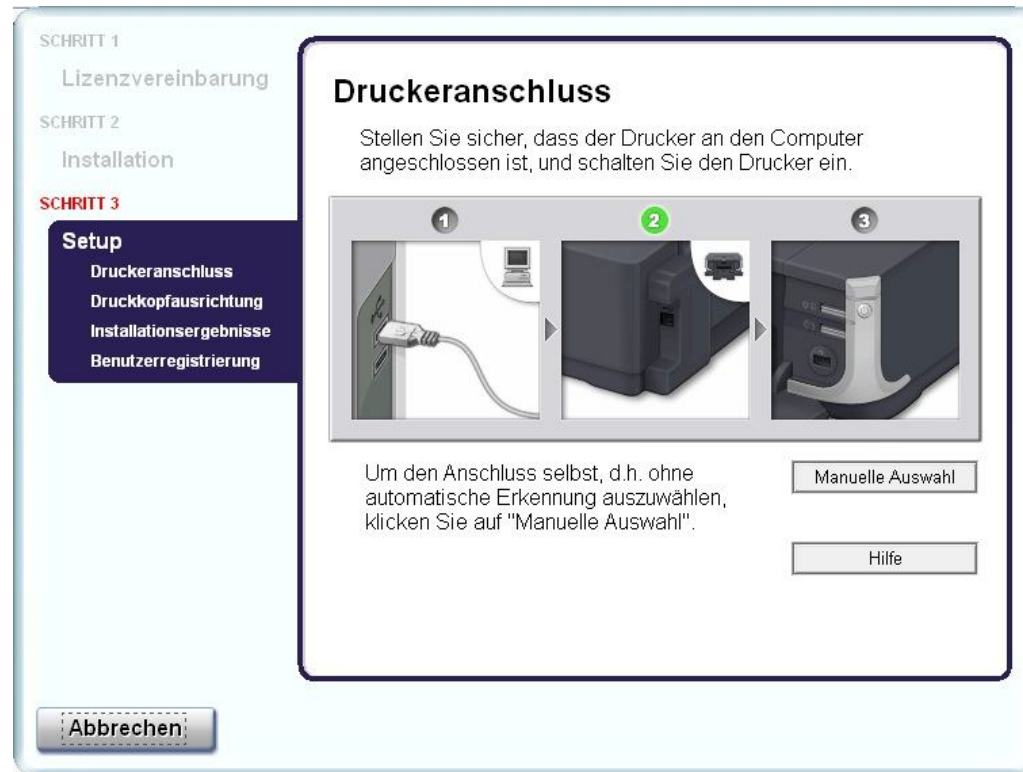 SCHRITT 1
Lizenzvereinbarung
SCHRITT 2
Installation
SCHRITT 3
Setup
Druckeranschluss
Druckkopfausrichtung
Installationsergebnisse
Benutzerregistrierung
Druckeranschluss
Stellen Sie sicher, dass der Drucker an den Computer
angeschlossen ist, und schalten Sie den Drucker ein.
1
2
3
Um den Anschluss selbst, d.h. ohne
automatische Erkennung auszuwählen,
klicken Sie auf "Manuelle Auswahl".
Manuelle Auswahl
Hilfe
Abbrechen